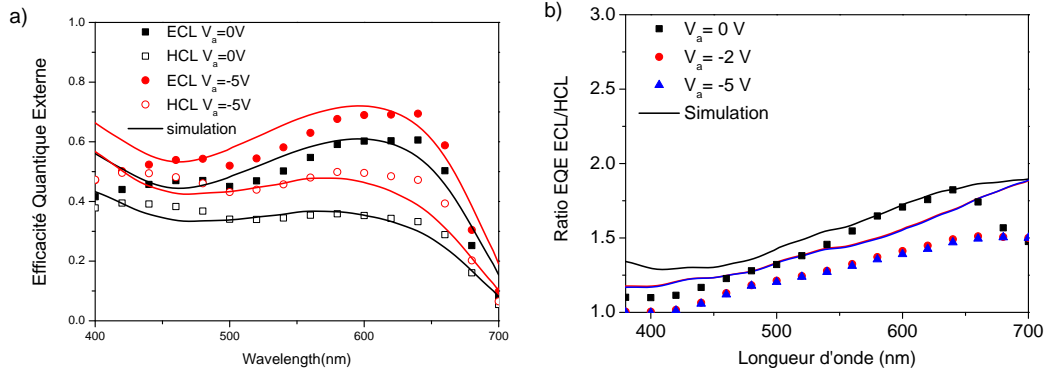 a)
Efficacité Quantique Externe
1.0
0.8
0.6
0.4
0.2
0.0
ECL V_a=0V
HCL V_a=0V
ECL V_a=-5V
HCL V_a=-5V
simulation
400
500
600
700
Wavelength(nm)
b)
Ratio EQE ECL/HCL
3.0
2.5
2.0
1.5
1.0
V_a= 0 V
V_a= -2 V
V_a= -5 V
Simulation
400
500
600
700
Longueur d'onde (nm)